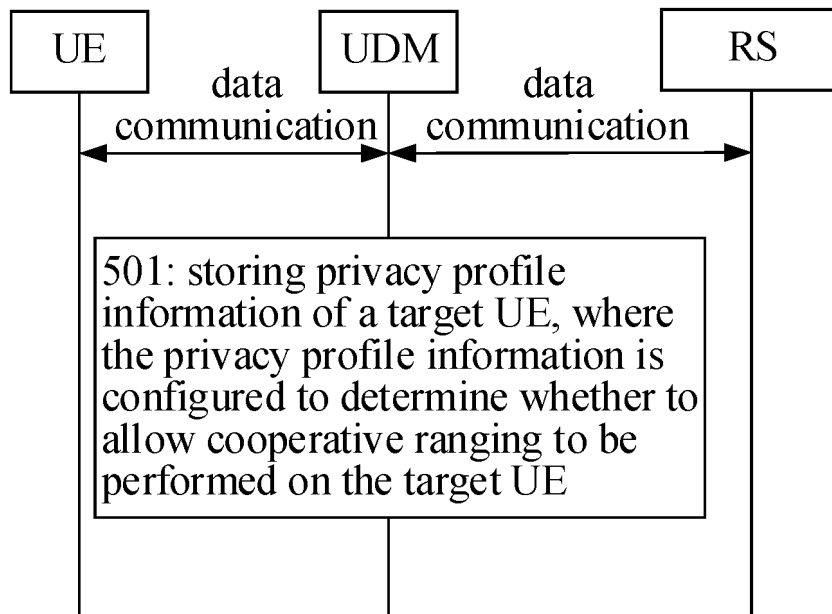 UE
UDM
RS
data
communication
data
communication
501: storing privacy profile
information of a target UE, where
the privacy profile information is
configured to determine whether to
allow cooperative ranging to be
performed on the target UE